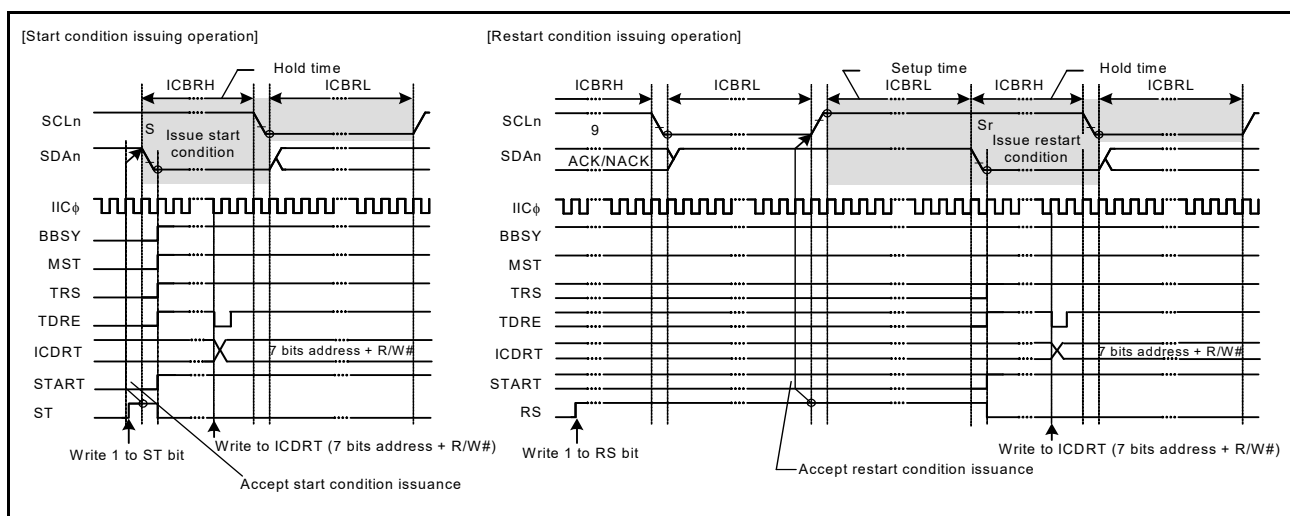 [Start condition issuing operation]
[Restart condition issuing operation]
ICBRH
Hold time
ICBRL
ICBRH
ICBRL
Setup time
ICBRL
ICBRH
Hold time
ICBRL
SCLn
S
Issue start
condition
SDAn
IICφ
BBSY
MST
TRS
TDRE
ICDRT
7 bits address + R/W#
START
ST
Write 1 to ST bit
Write to ICDRT (7 bits address + R/W#)
Accept start condition issuance
SCLn
9
Sr
Issue restart
condition
SDAn
ACK/NACK
IICφ
BBSY
MST
TRS
TDRE
ICDRT
7 bits address + R/W#
START
RS
Write 1 to RS bit
Write to ICDRT (7 bits address + R/W#)
Accept restart condition issuance